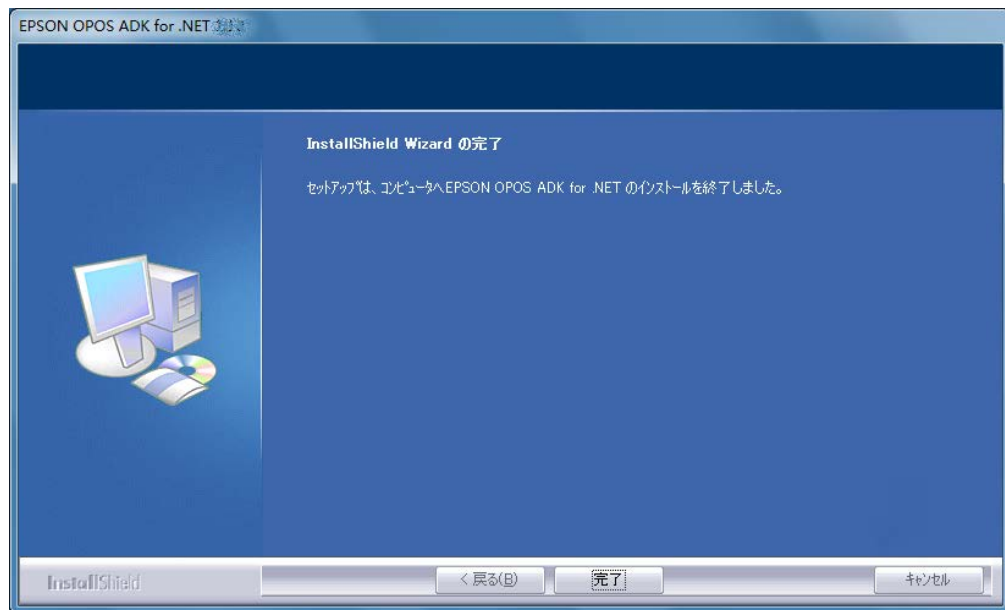 EPSON OPOS ADK for .NET
InstallShield Wizard の完了
セットアップは、コンピュータへEPSON OPOS ADK for .NET のインストールを終了しました。
InstallShield
< 戻る(B)
完了
キャンセル